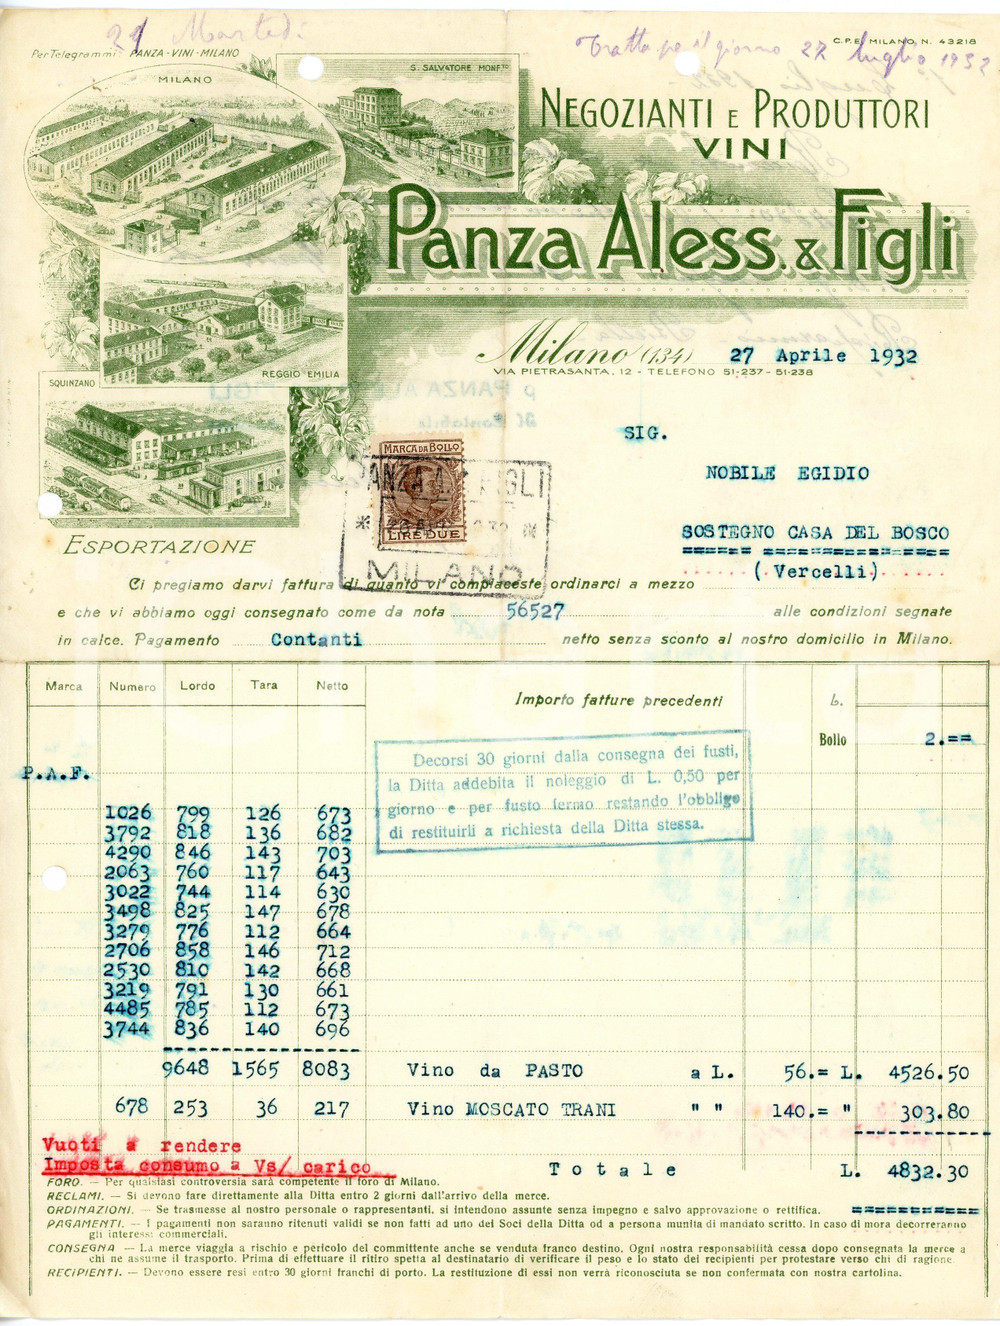 29 Martedì
Tratta per il giorno 27 luglio 1932
Per Telegrammi: PANZA-VINI-MILANO
C.P.E. MILANO, N. 43218
MILANO
S. SALVATORE MONFTO
NEGOZIANTI E PRODUTTORI
VINI
PANZA ALESS. & FIGLI
REGGIO EMILIA
SQUINZANO
Milano (134) 27 Aprile 1932
VIA PIETRASANTA, 12 - TELEFONO 51-237 - 51-238
SIG.
NOBILE EGIDIO
SOSTEGNO CASA DEL BOSCO
====== =================
(Vercelli)
MARCA DA BOLLO
LIRE DUE
PANZA A. & FIGLI
MILANO
ESPORTAZIONE
Ci pregiamo darvi fattura di quanto vi compiaceste ordinarci a mezzo
e che vi abbiamo oggi consegnato come da nota 56527 alle condizioni segnate
in calce. Pagamento Contanti netto senza sconto al nostro domicilio in Milano.
Marca Numero Lordo Tara Netto Importo fatture precedenti L.
Bollo 2.==
P.A.F.
Decorsi 30 giorni dalla consegna dei fusti,
la Ditta addebita il noleggio di L. 0,50 per
giorno e per fusto fermo restando l'obbligo
di restituirli a richiesta della Ditta stessa.
1026 799 126 673
3792 818 136 682
4290 846 143 703
2063 760 117 643
3022 744 114 630
3498 825 147 678
3279 776 112 664
2706 858 146 712
2530 810 142 668
3219 791 130 661
4485 785 112 673
3744 836 140 696
9648 1565 8083 Vino da PASTO a L. 56.= L. 4526.50
678 253 36 217 Vino MOSCATO TRANI " " 140.= " 303.80
Vuoti a rendere
Imposta consumo a Vs/ carico
Totale L. 4832.30
FORO. — Per qualsiasi controversia sarà competente il foro di Milano.
RECLAMI. — Si devono fare direttamente alla Ditta entro 2 giorni dall'arrivo della merce.
ORDINAZIONI. — Se trasmesse al nostro personale o rappresentanti, si intendono assunte senza impegno e salvo approvazione o rettifica.
PAGAMENTI. — I pagamenti non saranno ritenuti validi se non fatti ad uno dei Soci della Ditta od a persona munita di mandato scritto. In caso di mora decorreranno
gli interessi commerciali.
CONSEGNA — La merce viaggia a rischio e pericolo del committente anche se venduta franco destino. Ogni nostra responsabilità cessa dopo consegnata la merce a
chi ne assume il trasporto. Prima di effettuare il ritiro spetta al destinatario di verificare il peso e lo stato dei recipienti per protestare verso chi di ragione.
RECIPIENTI. — Devono essere resi entro 30 giorni franchi di porto. La restituzione di essi non verrà riconosciuta se non confermata con nostra cartolina.